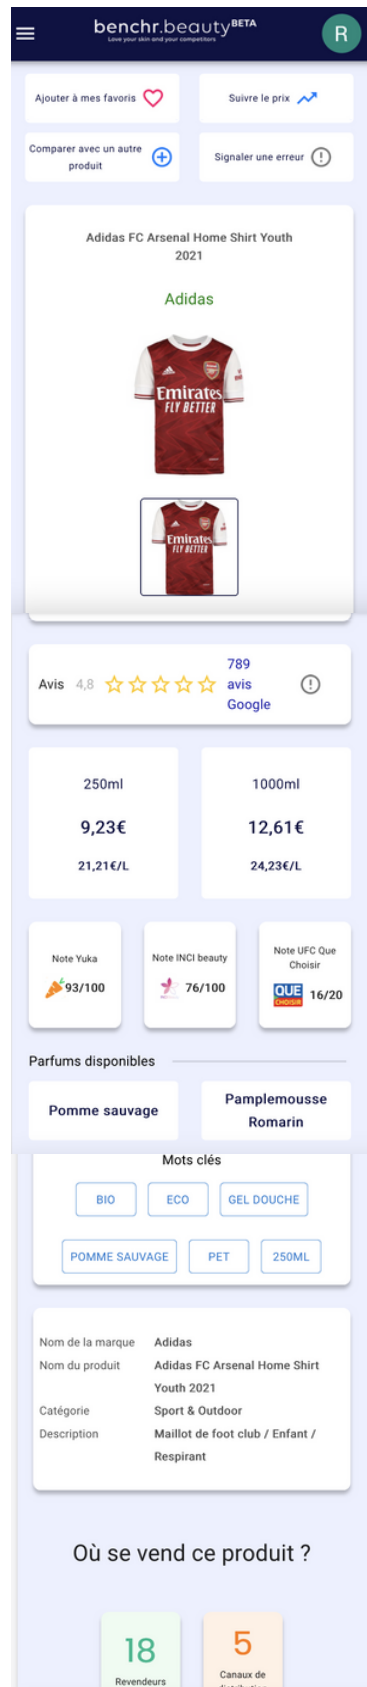 benchr.beauty BETA
Love your skin and your competitors
R
Ajouter à mes favoris
Suivre le prix
Comparer avec un autre
produit
Signaler une erreur
Adidas FC Arsenal Home Shirt Youth
2021
Adidas
Emirates
FLY BETTER
Emirates
FLY BETTER
Avis 4,8
789
avis
Google
250ml
9,23€
21,21€/L
1000ml
12,61€
24,23€/L
Note Yuka
93/100
Note INCI beauty
76/100
Note UFC Que
Choisir
QUE
CHOISIR
16/20
Parfums disponibles
Pomme sauvage
Pamplemousse
Romarin
Mots clés
BIO
ECO
GEL DOUCHE
POMME SAUVAGE
PET
250ML
Nom de la marque Adidas
Nom du produit Adidas FC Arsenal Home Shirt
Youth 2021
Catégorie Sport & Outdoor
Description Maillot de foot club / Enfant /
Respirant
Où se vend ce produit ?
18
Revendeurs
5
Canaux de